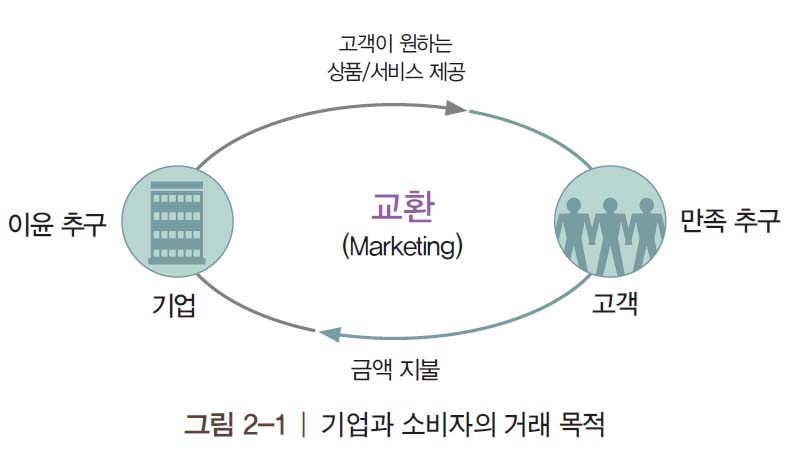 고객이 원하는
상품/서비스 제공
교환
(Marketing)
이윤 추구
만족 추구
기업
고객
금액 지불
그림 2-1 | 기업과 소비자의 거래 목적